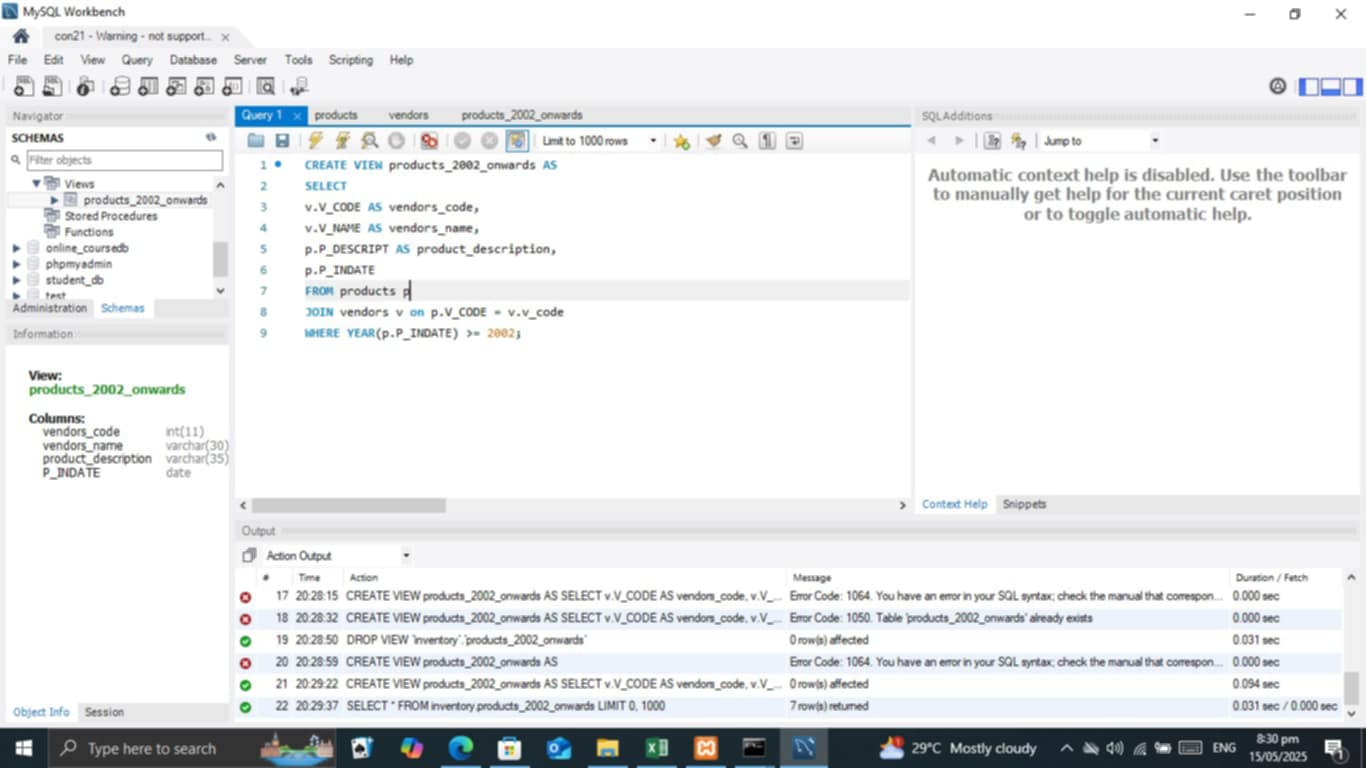 MySQL Workbench
con21 - Warning - not support..
File Edit View Query Database Server Tools Scripting Help
Navigator
SCHEMAS
Filter objects
Views
products_2002_onwards
Stored Procedures
Functions
online_coursedb
phpmyadmin
student_db
test
Administration Schemas
Information
View:
products_2002_onwards
Columns:
vendors_code int(11)
vendors_name varchar(30)
product_description varchar(35)
P_INDATE date
Object Info Session
Query 1 products vendors products_2002_onwards
Limit to 1000 rows
1 CREATE VIEW products_2002_onwards AS
2 SELECT
3 v.V_CODE AS vendors_code,
4 v.V_NAME AS vendors_name,
5 p.P_DESCRIPT AS product_description,
6 p.P_INDATE
7 FROM products p
8 JOIN vendors v on p.V_CODE = v.v_code
9 WHERE YEAR(p.P_INDATE) >= 2002;
SQLAdditions
Jump to
Automatic context help is disabled. Use the toolbar
to manually get help for the current caret position
or to toggle automatic help.
Context Help Snippets
Output
Action Output
# Time Action Message Duration / Fetch
17 20:28:15 CREATE VIEW products_2002_onwards AS SELECT v.V_CODE AS vendors_code, v.V_... Error Code: 1064. You have an error in your SQL syntax; check the manual that correspon... 0.000 sec
18 20:28:32 CREATE VIEW products_2002_onwards AS SELECT v.V_CODE AS vendors_code, v.V_... Error Code: 1050. Table 'products_2002_onwards' already exists 0.000 sec
19 20:28:50 DROP VIEW `inventory`.`products_2002_onwards` 0 row(s) affected 0.031 sec
20 20:28:59 CREATE VIEW products_2002_onwards AS Error Code: 1064. You have an error in your SQL syntax; check the manual that correspon... 0.000 sec
21 20:29:22 CREATE VIEW products_2002_onwards AS SELECT v.V_CODE AS vendors_code, v.V_... 0 row(s) affected 0.094 sec
22 20:29:37 SELECT * FROM inventory.products_2002_onwards LIMIT 0, 1000 7 row(s) returned 0.031 sec / 0.000 sec
Type here to search
29°C Mostly cloudy
ENG
8:30 pm
15/05/2025